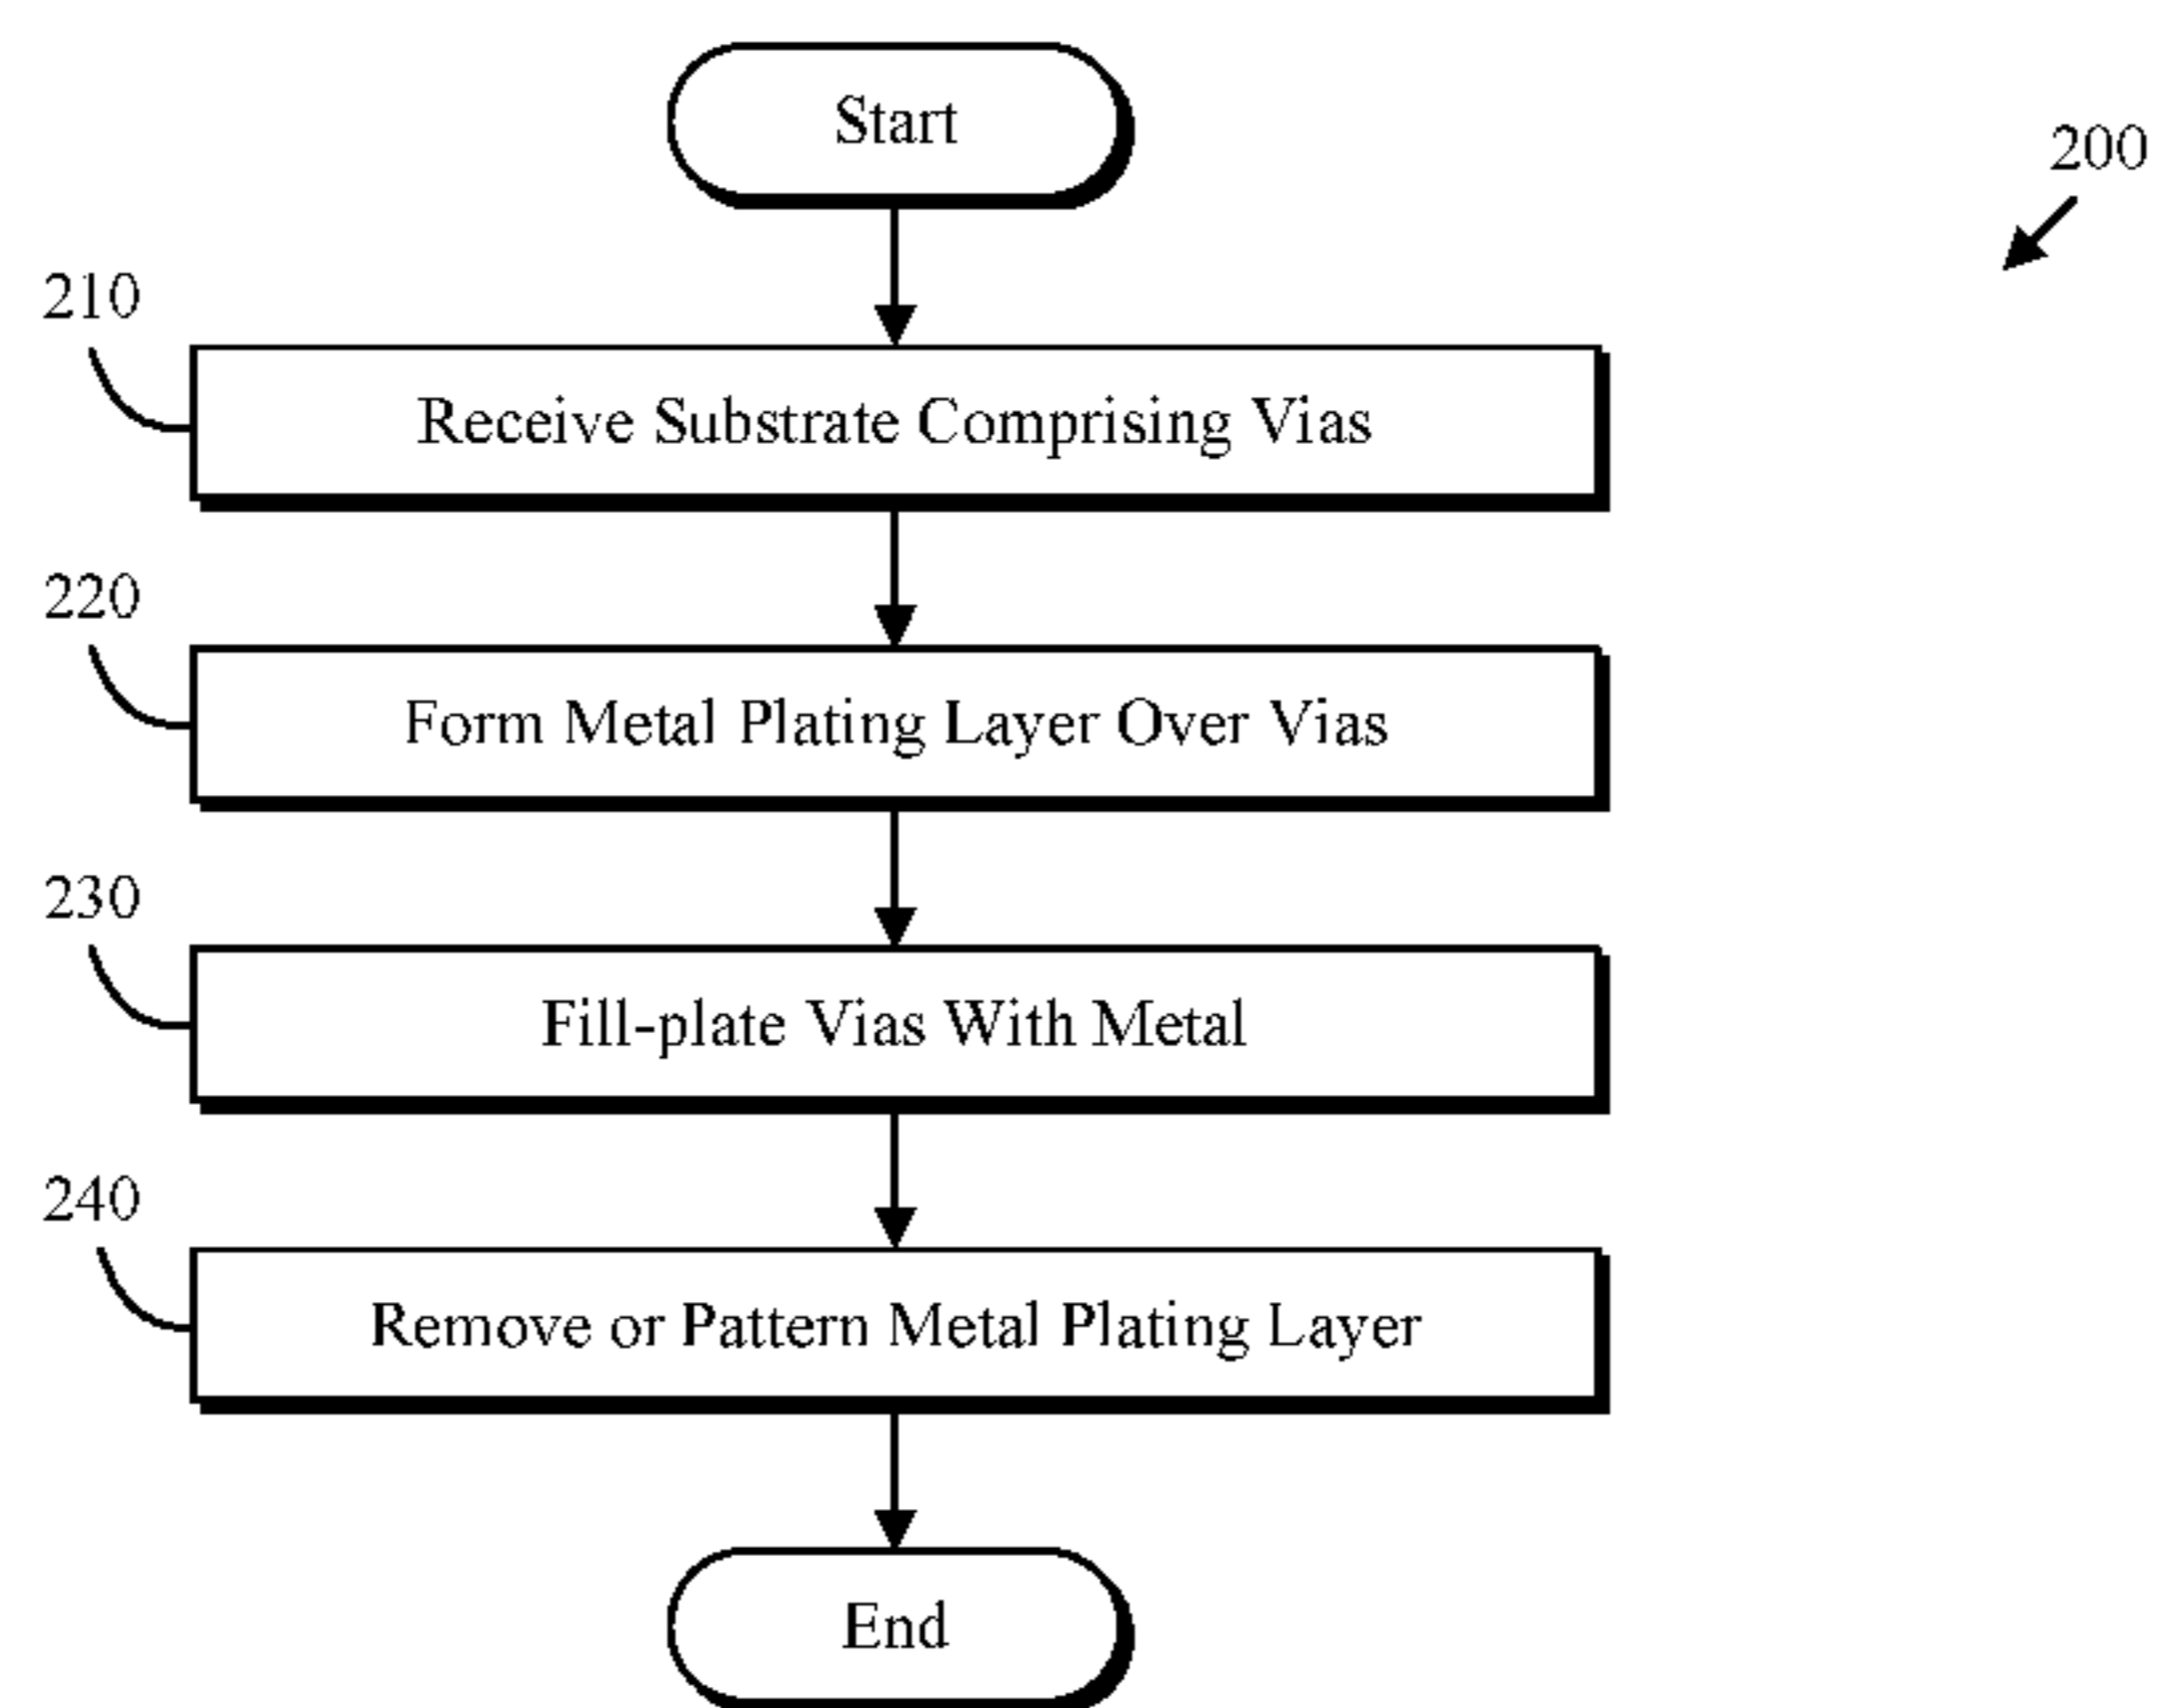 Start
200
210
Receive Substrate Comprising Vias
220
Form Metal Plating Layer Over Vias
230
Fill-plate Vias With Metal
240
Remove or Pattern Metal Plating Layer
End